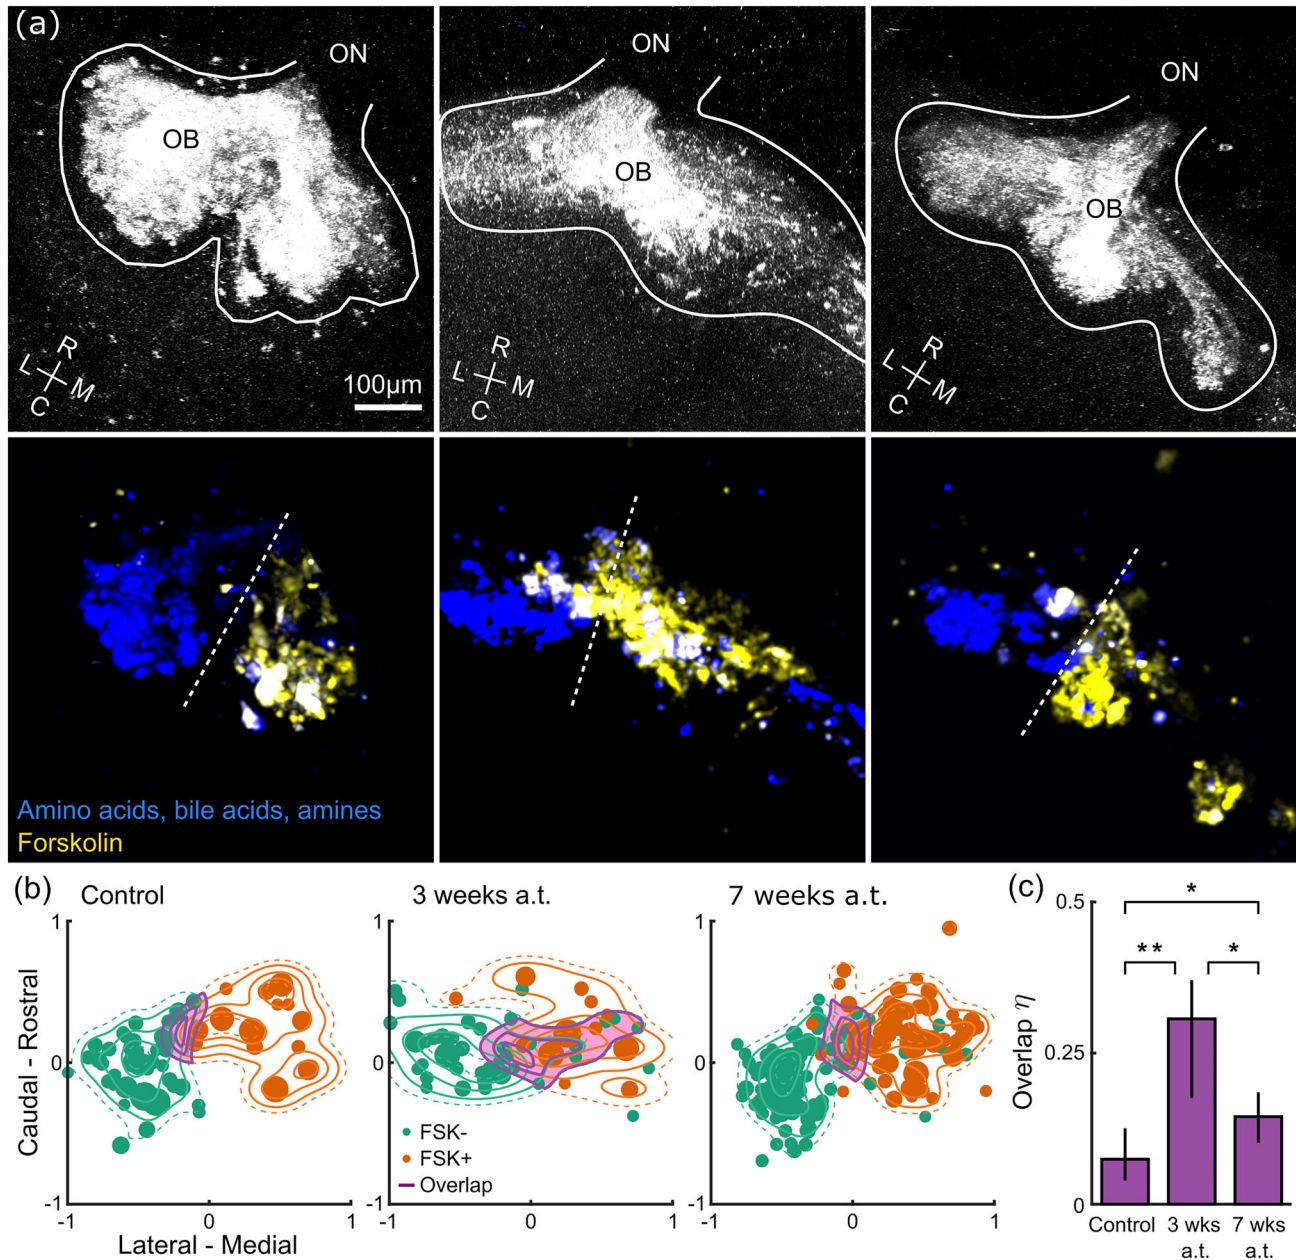 (a)
ON
OB
R
L
M
C
100μm
ON
OB
R
L
M
C
ON
OB
R
L
M
C
Amino acids, bile acids, amines
Forskolin
(b)
Control
3 weeks a.t.
7 weeks a.t.
Caudal - Rostral
1
0
-1
-1
0
1
Lateral - Medial
1
0
-1
-1
0
1
FSK-
FSK+
Overlap
1
0
-1
-1
0
1
(c)
Overlap η
0.5
0.25
0
*
**
*
Control
3 wks
a.t.
7 wks
a.t.